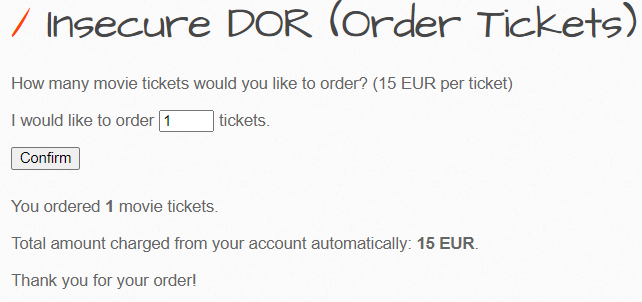 / Insecure DOR (Order Tickets)
How many movie tickets would you like to order? (15 EUR per ticket)
I would like to order 1 tickets.
Confirm
You ordered 1 movie tickets.
Total amount charged from your account automatically: 15 EUR.
Thank you for your order!